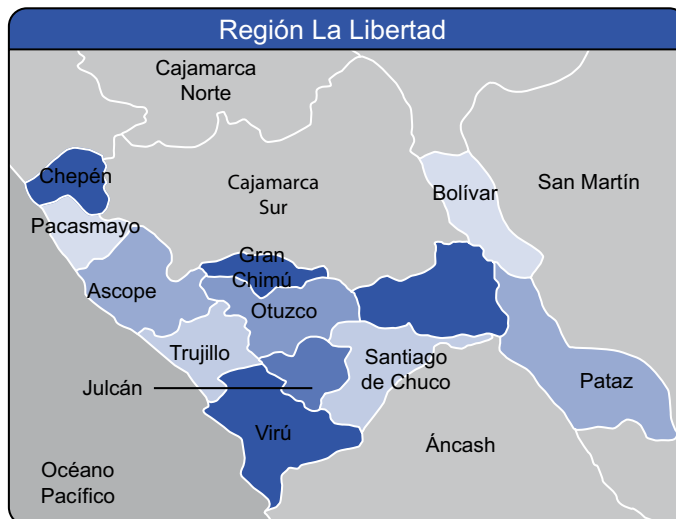 Región La Libertad
Cajamarca
Norte
Chepén
Cajamarca
Sur
Bolívar
San Martín
Pacasmayo
Gran
Chimú
Ascope
Otuzco
Trujillo
Santiago
de Chuco
Julcán
Pataz
Virú
Áncash
Océano
Pacífico